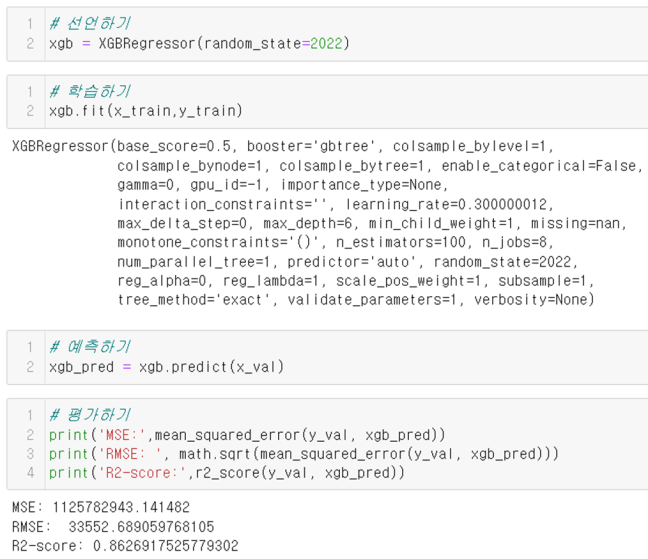 1 # 선언하기
2 xgb = XGBRegressor(random_state=2022)
1 # 학습하기
2 xgb.fit(x_train,y_train)
XGBRegressor(base_score=0.5, booster='gbtree', colsample_bylevel=1,
colsample_bynode=1, colsample_bytree=1, enable_categorical=False,
gamma=0, gpu_id=-1, importance_type=None,
interaction_constraints='', learning_rate=0.300000012,
max_delta_step=0, max_depth=6, min_child_weight=1, missing=nan,
monotone_constraints='()', n_estimators=100, n_jobs=8,
num_parallel_tree=1, predictor='auto', random_state=2022,
reg_alpha=0, reg_lambda=1, scale_pos_weight=1, subsample=1,
tree_method='exact', validate_parameters=1, verbosity=None)
1 # 예측하기
2 xgb_pred = xgb.predict(x_val)
1 # 평가하기
2 print('MSE:',mean_squared_error(y_val, xgb_pred))
3 print('RMSE: ', math.sqrt(mean_squared_error(y_val, xgb_pred)))
4 print('R2-score:',r2_score(y_val, xgb_pred))
MSE: 1125782943.141482
RMSE:  33552.689059768105
R2-score: 0.8626917525779302